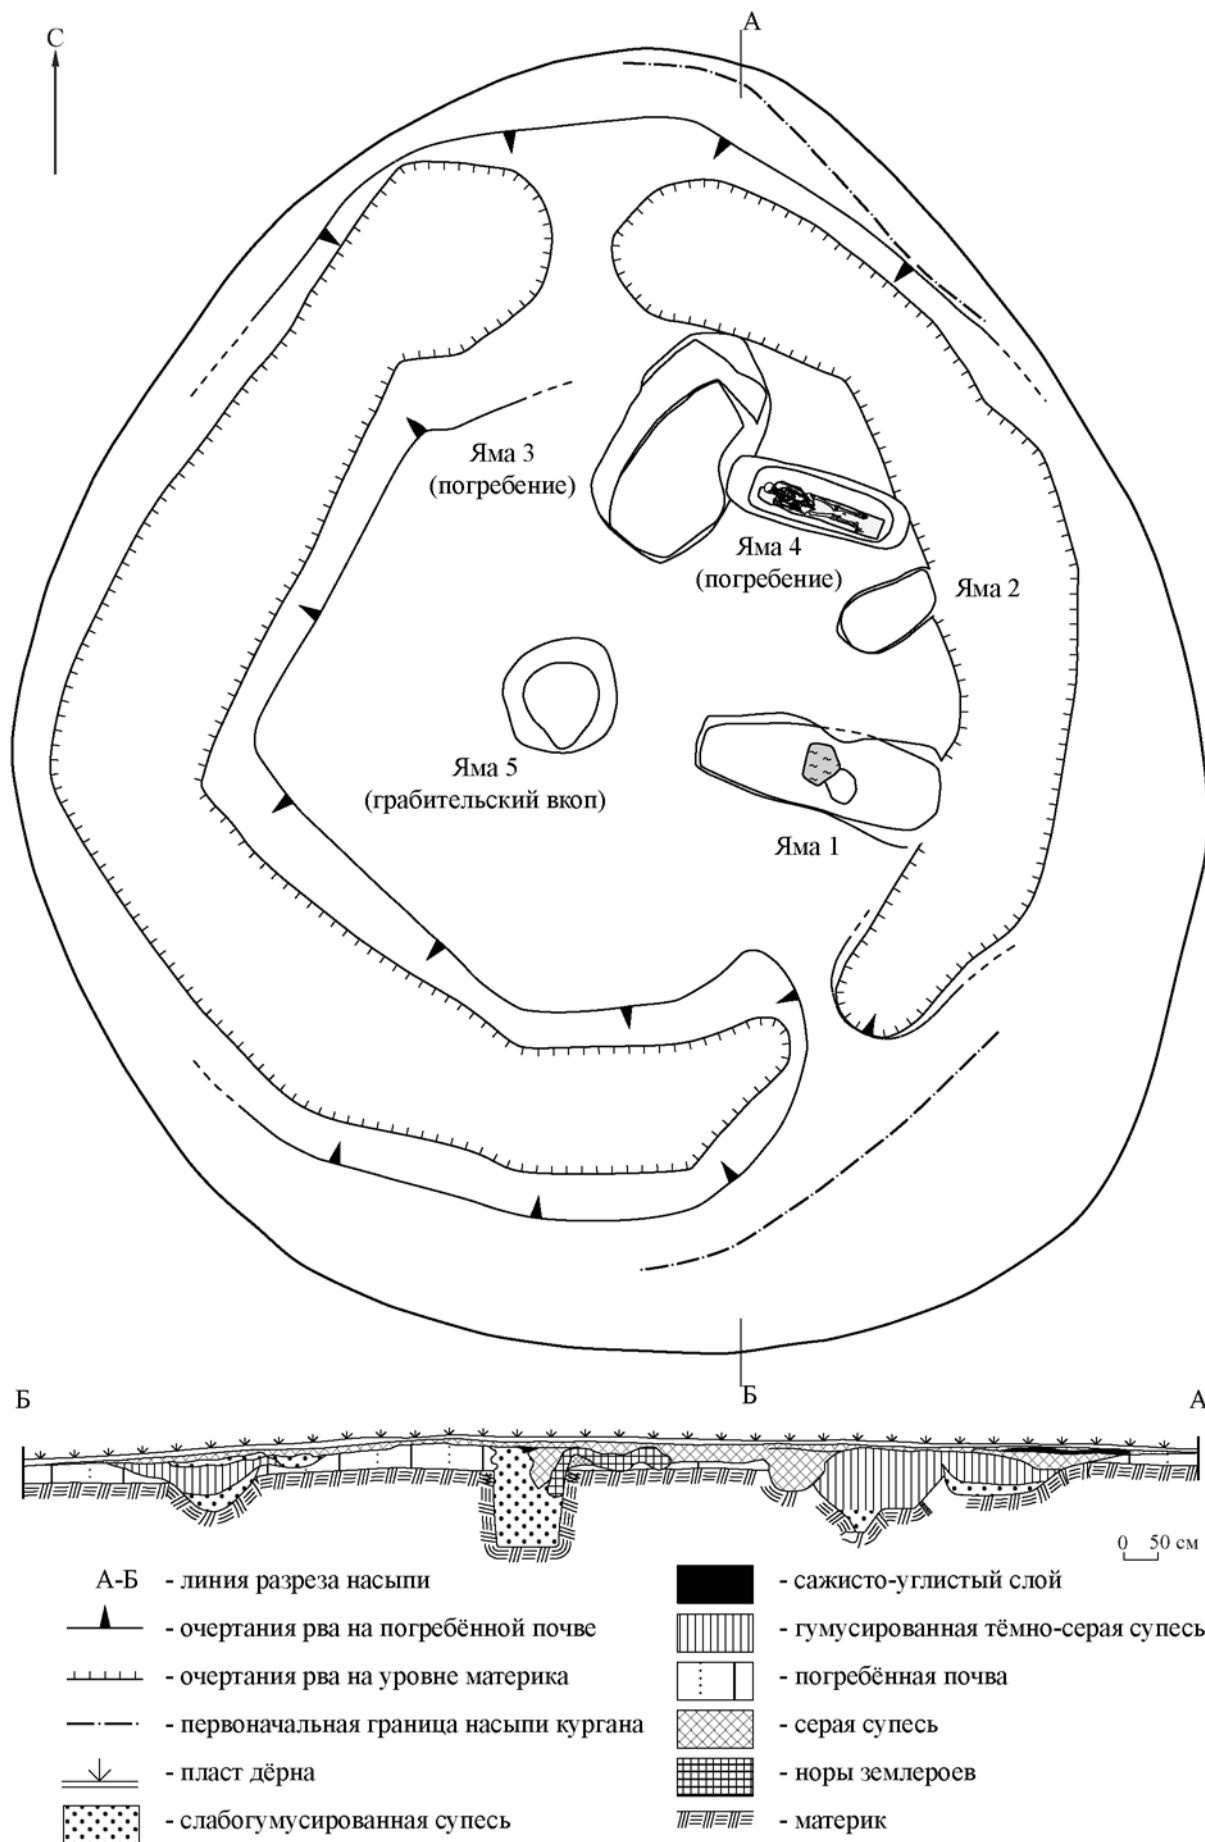 А
С
Яма 3
(погребение)
Яма 4
(погребение)
Яма 2
Яма 5
(грабительский вкоп)
Яма 1
Б
Б
А
0 50 см
А-Б - линия разреза насыпи
- очертания рва на погребённой почве
- очертания рва на уровне материка
- первоначальная граница насыпи кургана
- пласт дёрна
- слабогумусированная супесь
- сажисто-углистый слой
- гумусированная тёмно-серая супесь
- погребённая почва
- серая супесь
- норы землероев
- материк